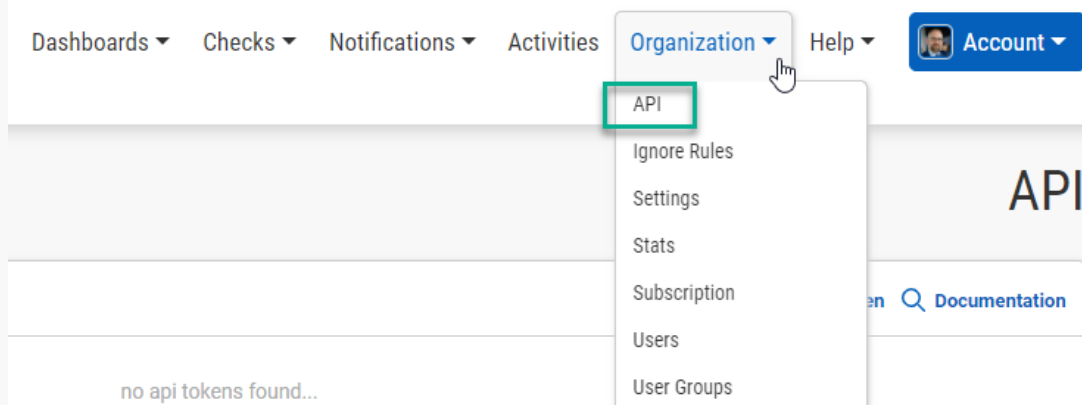 Dashboards Checks Notifications Activities Organization Help Account
API
Ignore Rules
API
Settings
Stats
Subscription
en Documentation
Users
no api tokens found...
User Groups